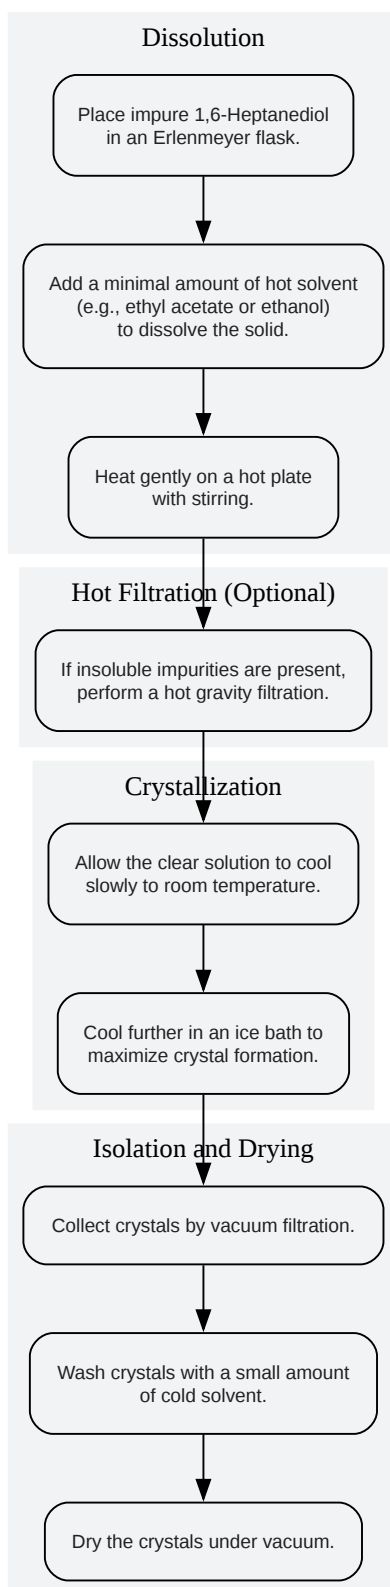 Dissolution
Place impure 1,6-Heptanediol
in an Erlenmeyer flask.
Add a minimal amount of hot solvent
(e.g., ethyl acetate or ethanol)
to dissolve the solid.
Heat gently on a hot plate
with stirring.
Hot Filtration (Optional)
If insoluble impurities are present,
perform a hot gravity filtration.
Crystallization
Allow the clear solution to cool
slowly to room temperature.
Cool further in an ice bath to
maximize crystal formation.
Isolation and Drying
Collect crystals by vacuum filtration.
Wash crystals with a small amount
of cold solvent.
Dry the crystals under vacuum.